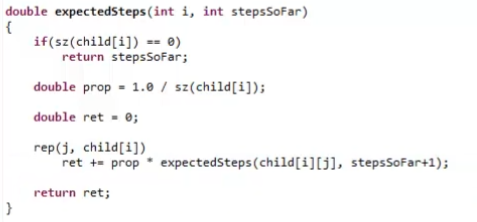 double expectedSteps(int i, int stepsSoFar)
{
    if(sz(child[i]) == 0)
        return stepsSoFar;
    double prop = 1.0 / sz(child[i]);
    double ret = 0;
    rep(j, child[i])
        ret += prop * expectedSteps(child[i][j], stepsSoFar+1);
    return ret;
}